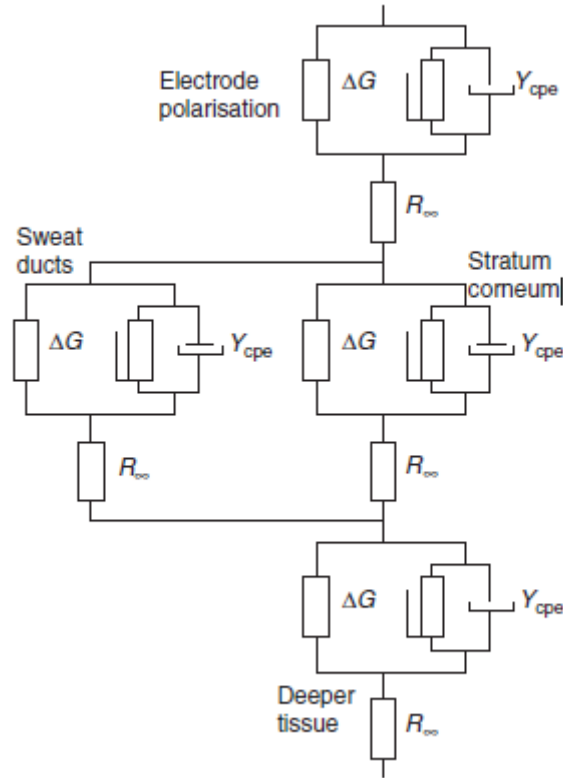 Electrode
polarisation
ΔG
Y_cpe
R_∞
Sweat
ducts
Stratum
corneum
ΔG
Y_cpe
ΔG
Y_cpe
R_∞
R_∞
ΔG
Y_cpe
Deeper
tissue
R_∞